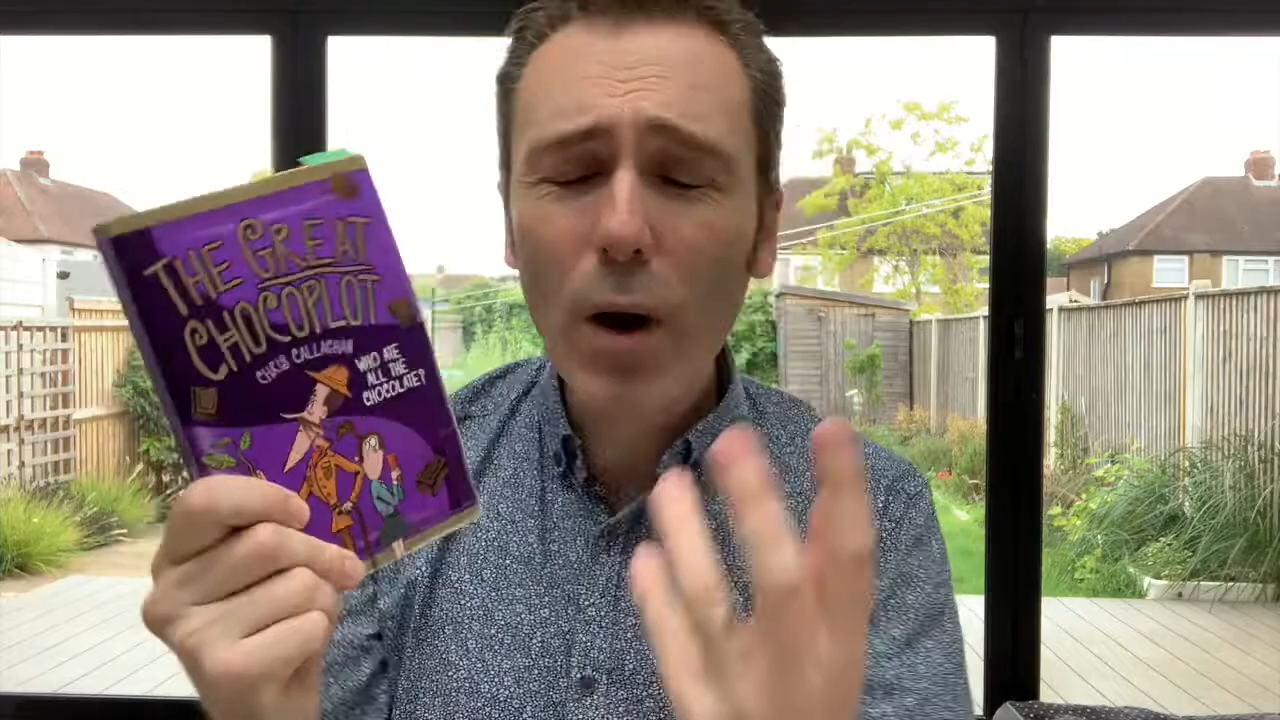 THE GREAT
CHOCOPLOT
CHRIS CALLAGHAN
WHO ATE
ALL THE
CHOCOLATE?